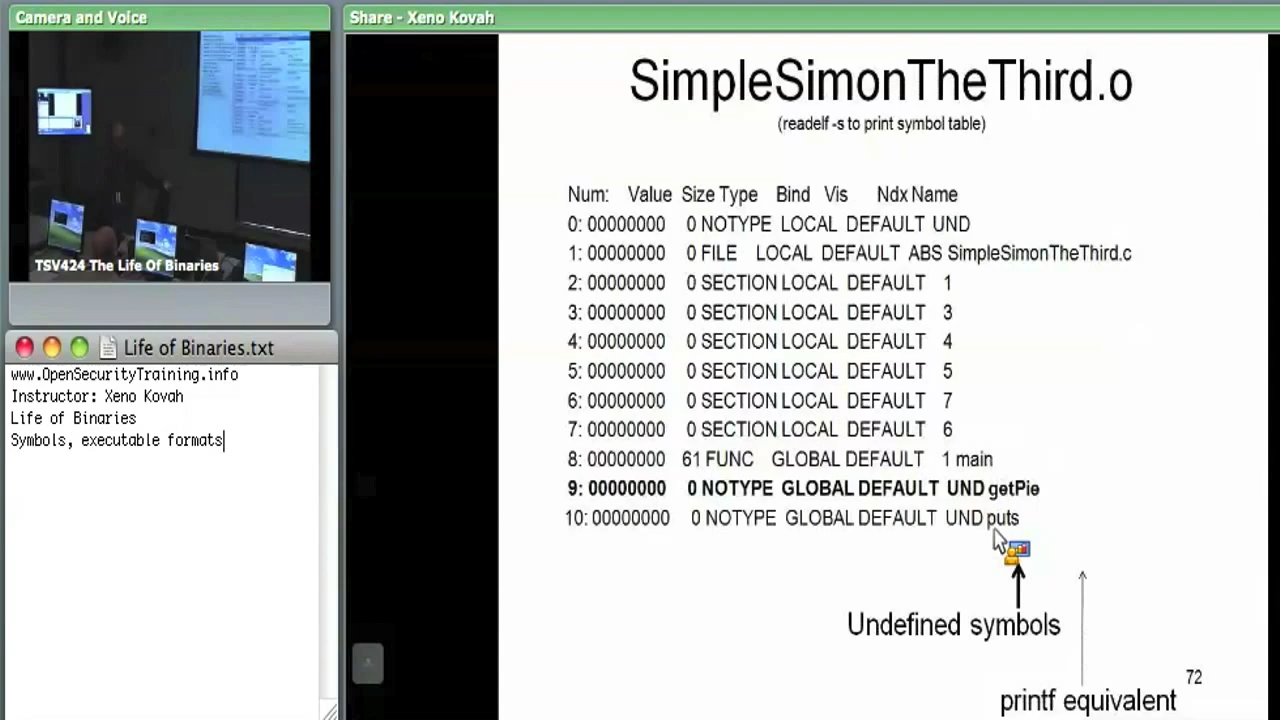 Camera and Voice
TSV424 The Life Of Binaries
Life of Binaries.txt
www.OpenSecurityTraining.info
Instructor: Xeno Kovah
Life of Binaries
Symbols, executable formats
Share - Xeno Kovah
SimpleSimonTheThird.o
(readelf -s to print symbol table)
Num: Value Size Type Bind Vis Ndx Name
0: 00000000 0 NOTYPE LOCAL DEFAULT UND
1: 00000000 0 FILE LOCAL DEFAULT ABS SimpleSimonTheThird.c
2: 00000000 0 SECTION LOCAL DEFAULT 1
3: 00000000 0 SECTION LOCAL DEFAULT 3
4: 00000000 0 SECTION LOCAL DEFAULT 4
5: 00000000 0 SECTION LOCAL DEFAULT 5
6: 00000000 0 SECTION LOCAL DEFAULT 7
7: 00000000 0 SECTION LOCAL DEFAULT 6
8: 00000000 61 FUNC GLOBAL DEFAULT 1 main
9: 00000000 0 NOTYPE GLOBAL DEFAULT UND getPie
10: 00000000 0 NOTYPE GLOBAL DEFAULT UND puts
Undefined symbols
72
printf equivalent